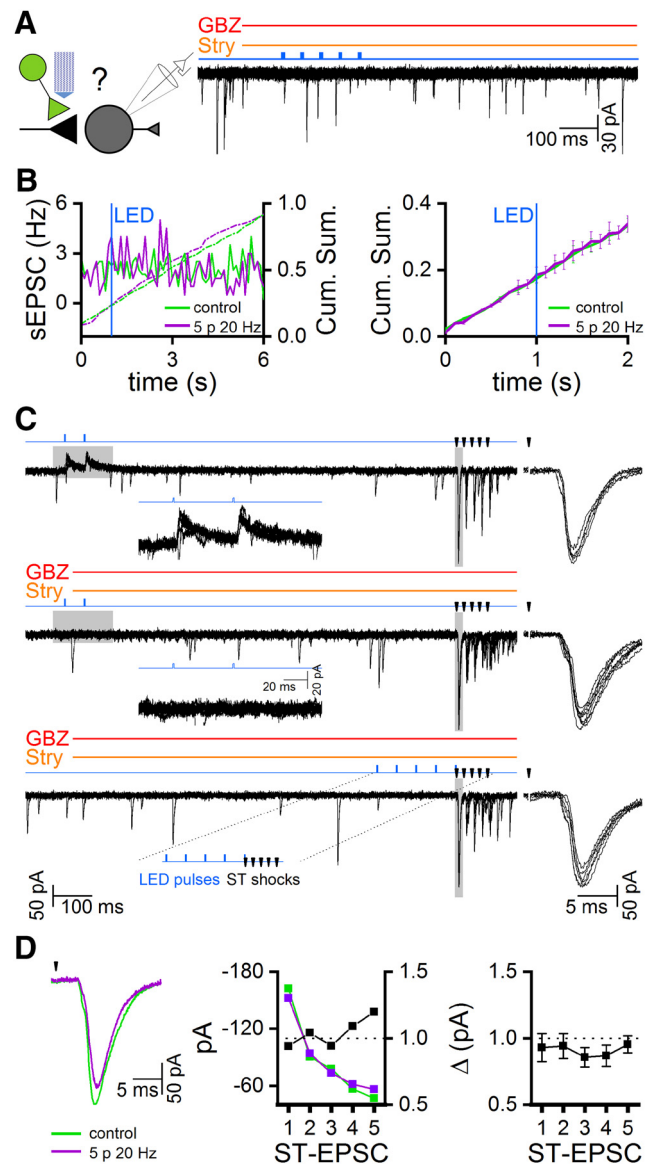 A
GBZ
Stry
?
100 ms
30 pA
B
sEPSC (Hz)
6
3
0
LED
1.0
0.5
0.0
Cum. Sum.
control
5 p 20 Hz
0 3 6
time (s)
Cum. Sum.
0.4
0.2
0.0
LED
control
5 p 20 Hz
0 1 2
time (s)
C
GBZ
Stry
20 ms
20 pA
GBZ
Stry
LED pulses ST shocks
50 pA
100 ms
5 ms
50 pA
D
5 ms
50 pA
control
5 p 20 Hz
pA
-180
-120
-60
1.5
1.0
0.5
1 2 3 4 5
ST-EPSC
Δ (pA)
1.5
1.0
0.5
1 2 3 4 5
ST-EPSC